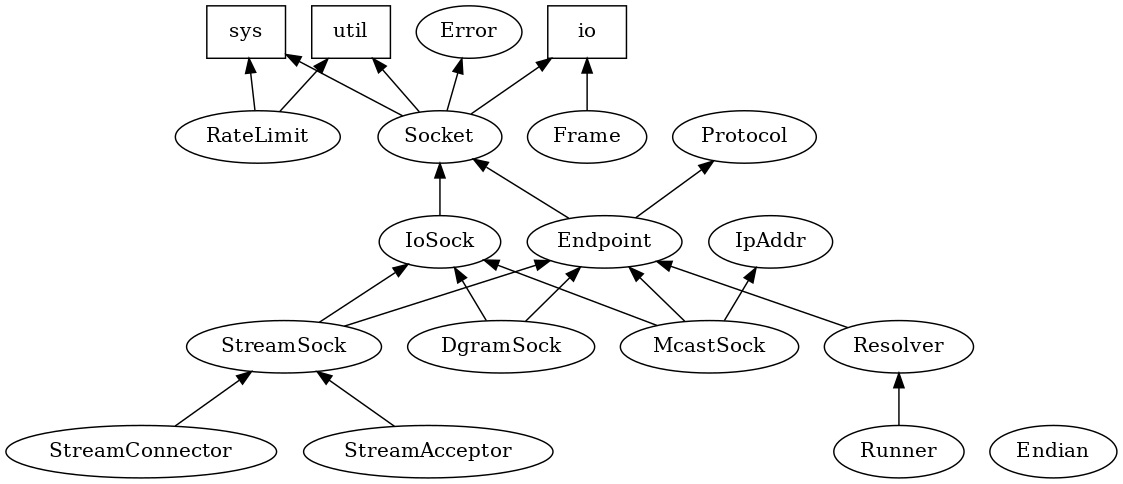 sys
util
Error
io
RateLimit
Socket
Frame
Protocol
IoSock
Endpoint
IpAddr
StreamSock
DgramSock
McastSock
Resolver
StreamConnector
StreamAcceptor
Runner
Endian